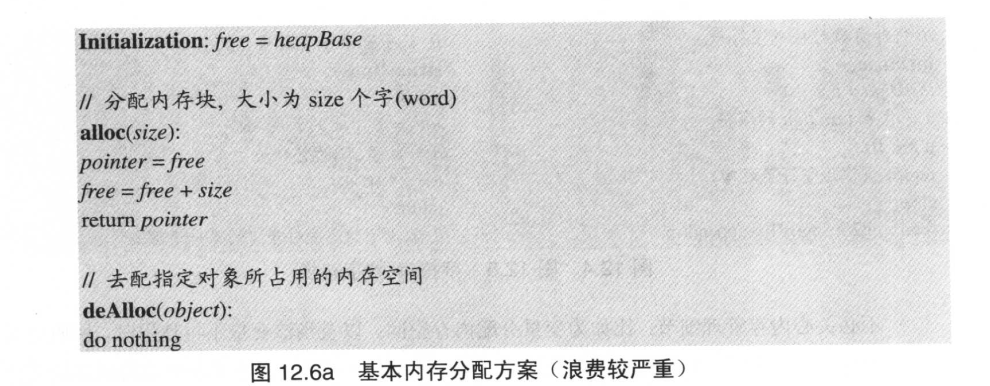 Initialization: free = heapBase
// 分配内存块, 大小为 size 个字(word)
alloc(size):
pointer = free
free = free + size
return pointer
// 去配指定对象所占用的内存空间
deAlloc(object):
do nothing
图 12.6a 基本内存分配方案（浪费较严重）